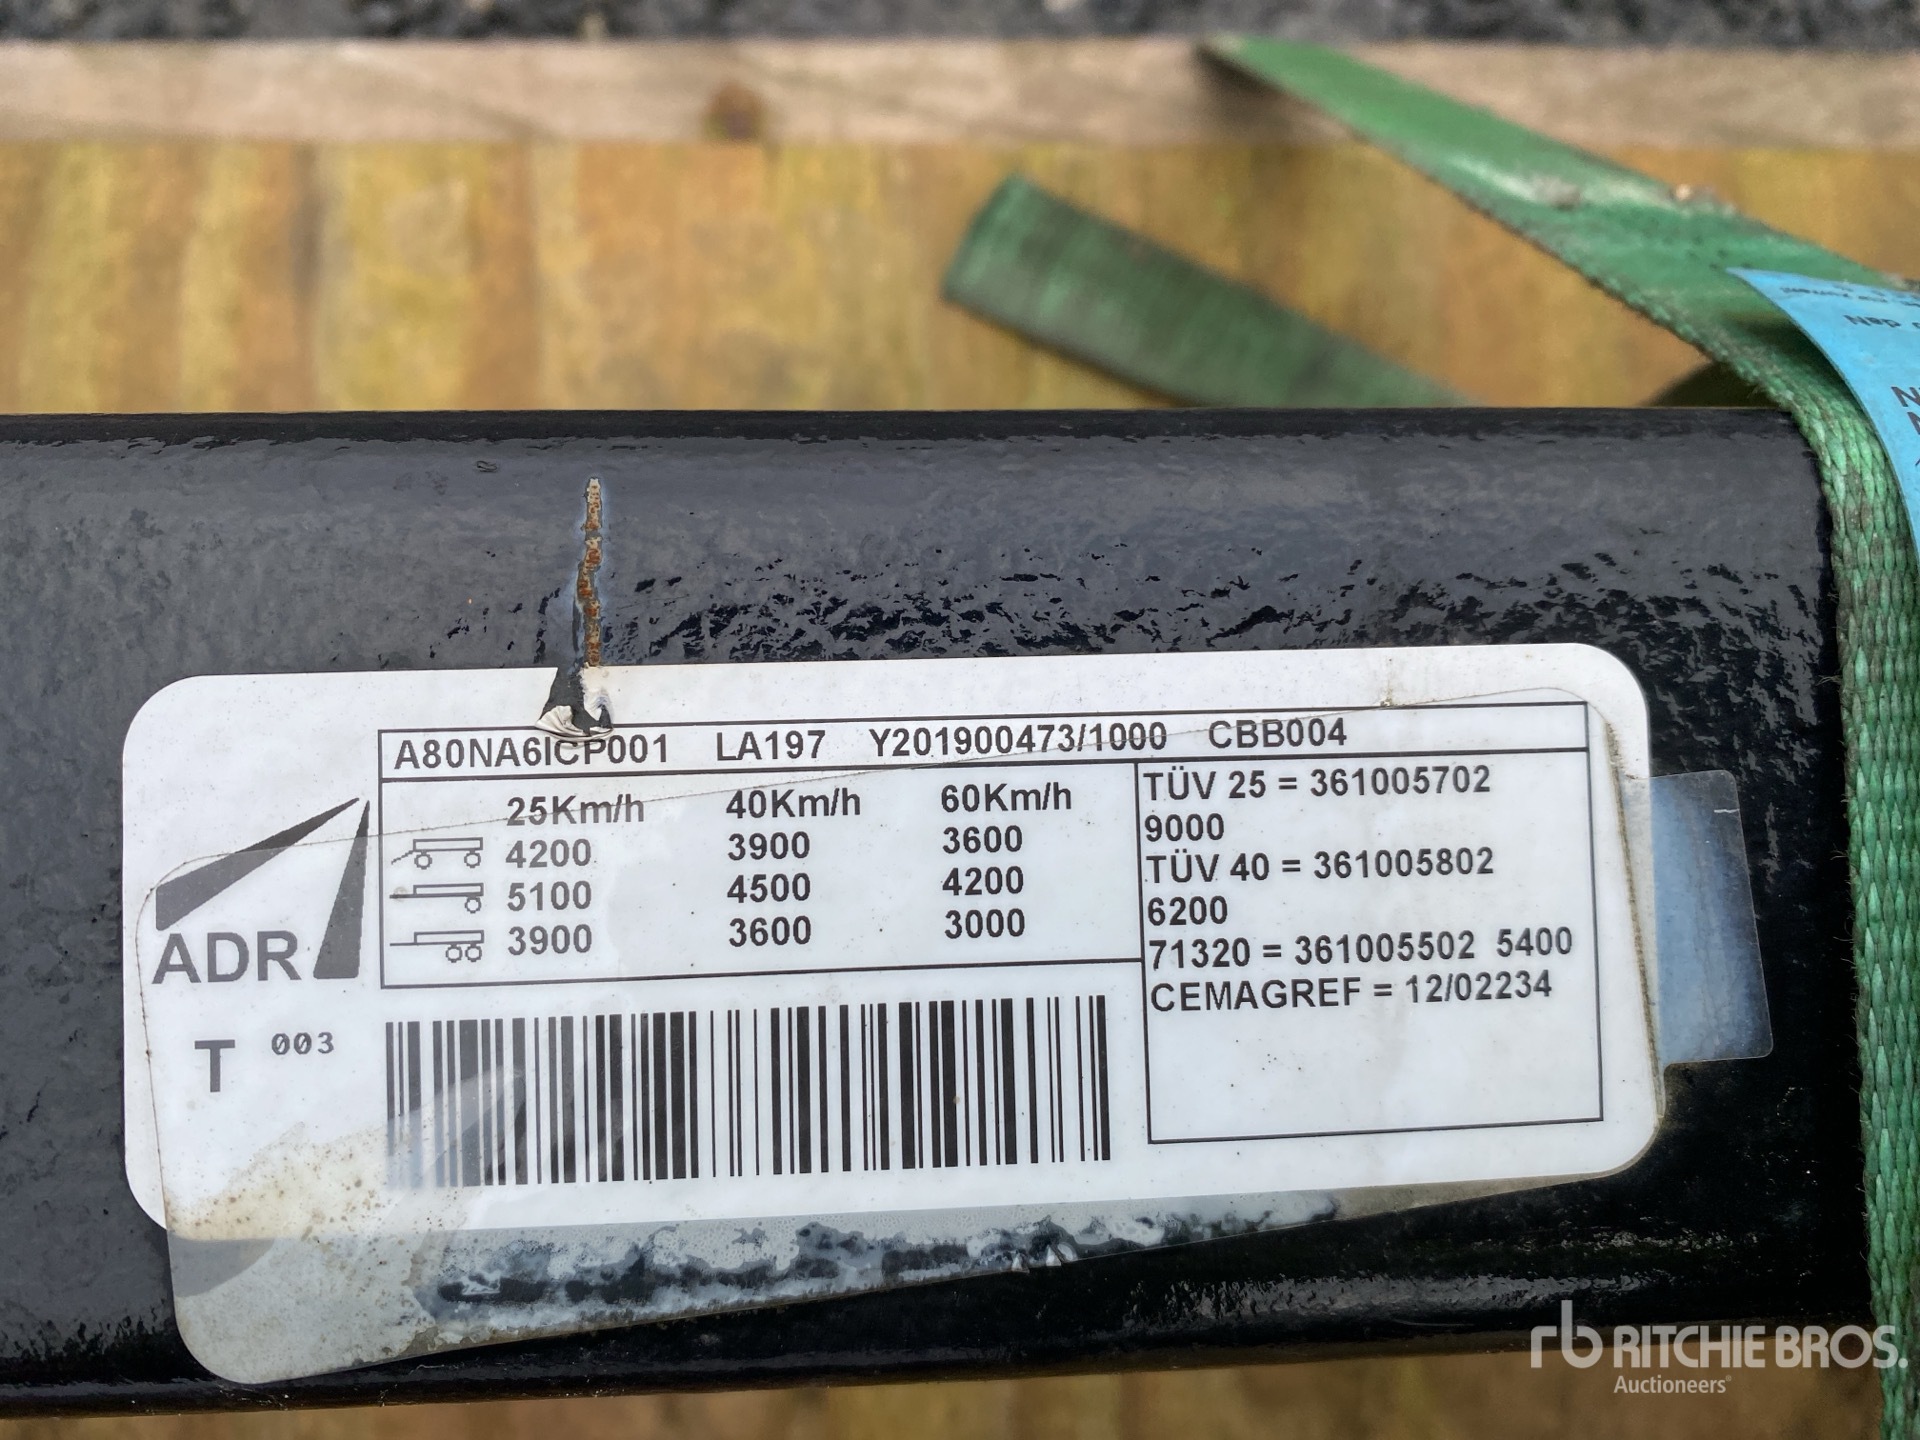 A80NA6ICP001 LA197 Y201900473/1000 CBB004
25Km/h 40Km/h 60Km/h
4200 3900 3600
5100 4500 4200
3900 3600 3000
TÜV 25 = 361005702
9000
TÜV 40 = 361005802
6200
71320 = 361005502 5400
CEMAGREF = 12/02234
ADR
T 003
rb RITCHIE BROS.
Auctioneers